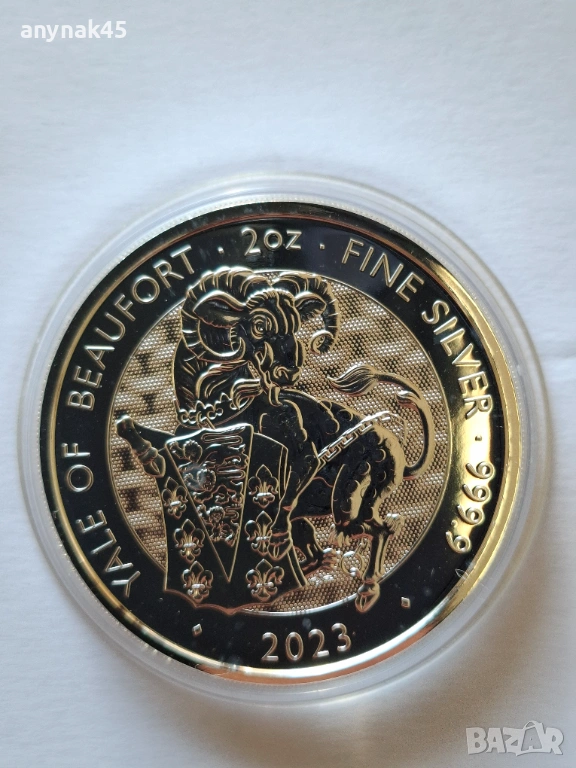 anynak45
YALE OF BEAUFORT · 2OZ · FINE SILVER · 999.9
· 2023 ·
BAZAR